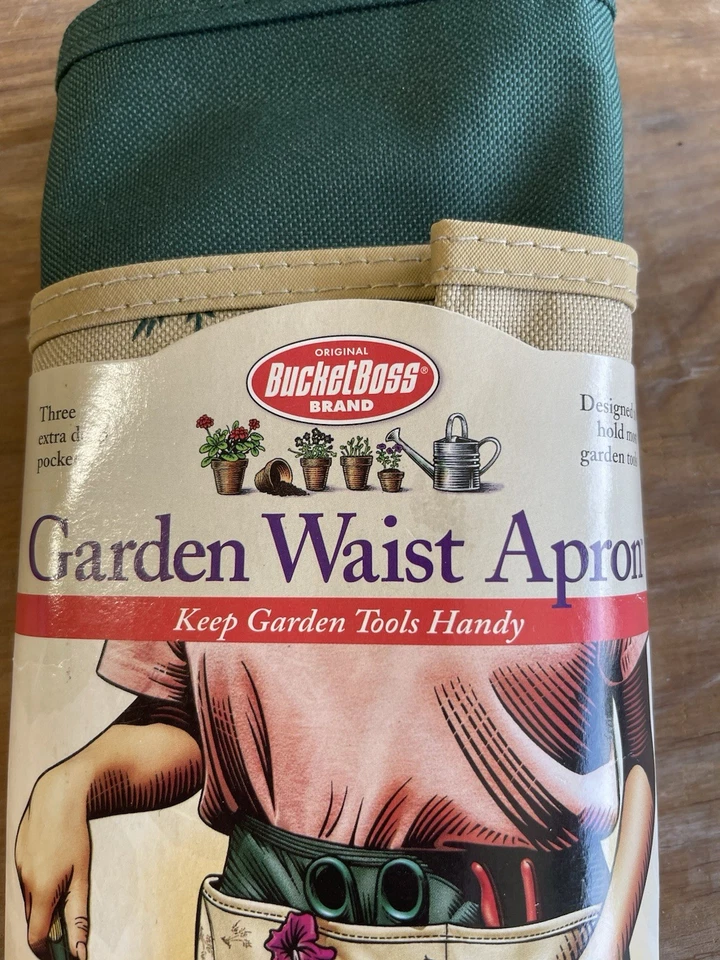 ORIGINAL
BucketBoss®
BRAND
Three
extra
Designed
hold
garden
Garden Waist Apron
Keep Garden Tools Handy